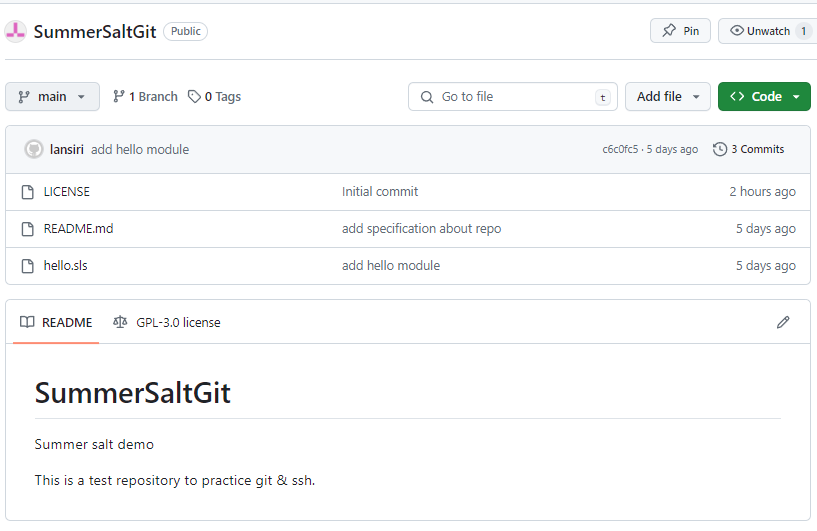 SummerSaltGit Public Pin Unwatch 1
main 1 Branch 0 Tags Go to file t Add file Code
lansiri add hello module c6c0fc5 · 5 days ago 3 Commits
LICENSE Initial commit 2 hours ago
README.md add specification about repo 5 days ago
hello.sls add hello module 5 days ago
README GPL-3.0 license
SummerSaltGit
Summer salt demo
This is a test repository to practice git & ssh.